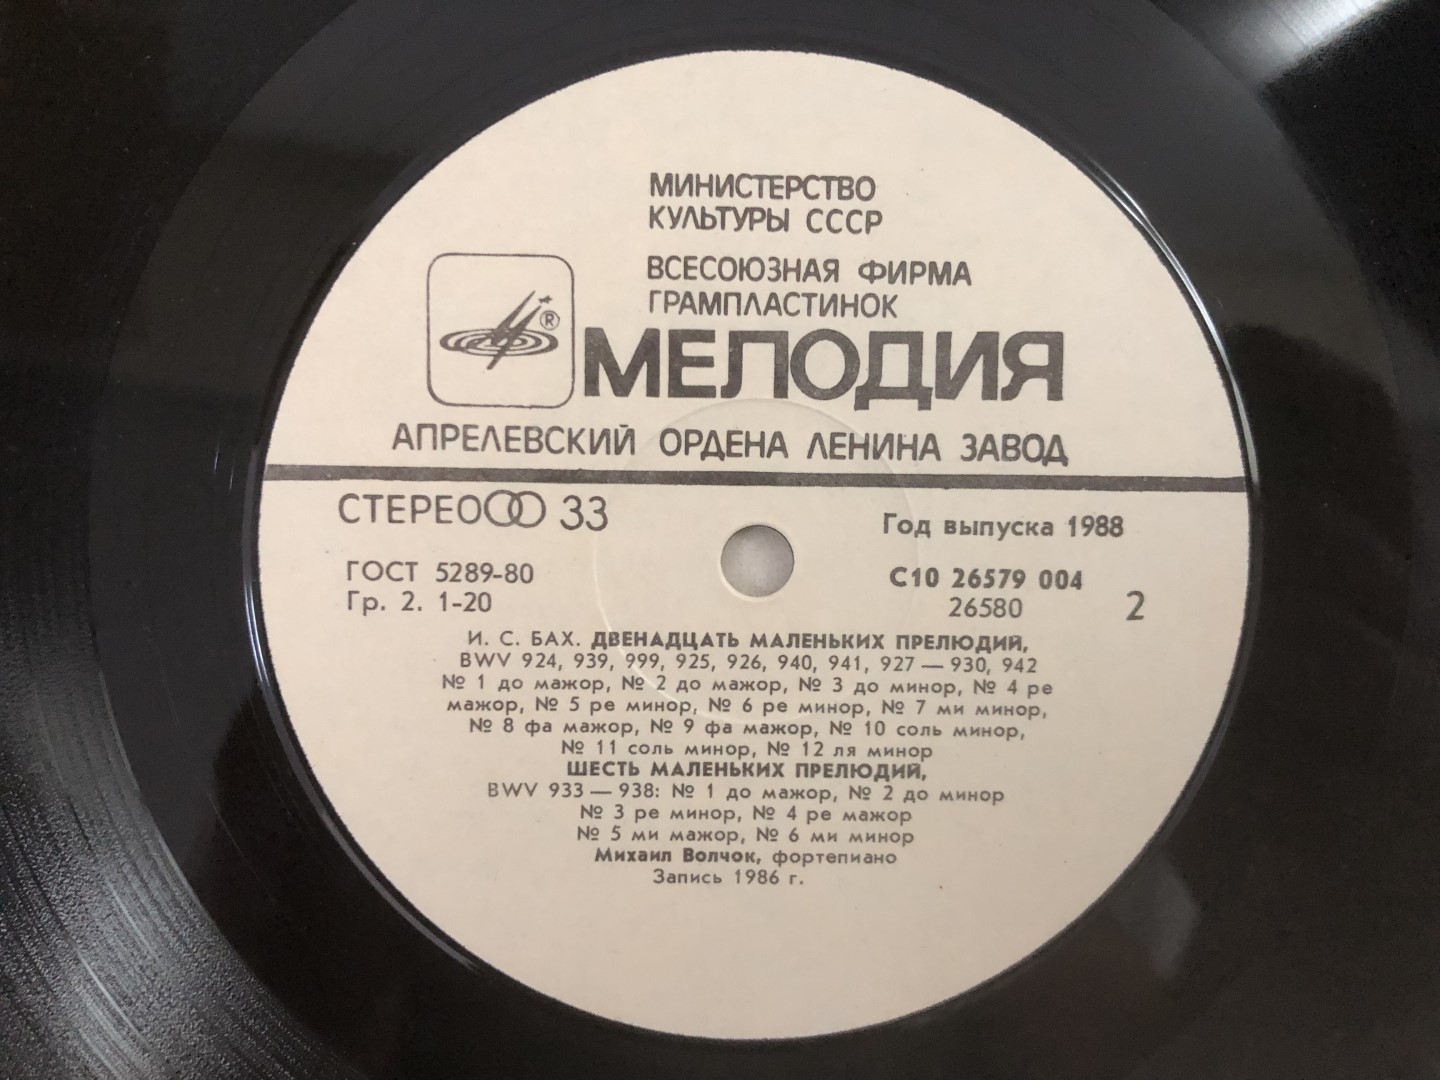 МИНИСТЕРСТВО
КУЛЬТУРЫ СССР
ВСЕСОЮЗНАЯ ФИРМА
ГРАМПЛАСТИНОК
®
МЕЛОДИЯ
АПРЕЛЕВСКИЙ ОРДЕНА ЛЕНИНА ЗАВОД
СТЕРЕО 33
Год выпуска 1988
ГОСТ 5289-80
Гр. 2. 1-20
С10 26579 004
26580
2
И. С. БАХ. ДВЕНАДЦАТЬ МАЛЕНЬКИХ ПРЕЛЮДИЙ,
BWV 924, 939, 999, 925, 926, 940, 941, 927 — 930, 942
№ 1 до мажор, № 2 до мажор, № 3 до минор, № 4 ре
мажор, № 5 ре минор, № 6 ре минор, № 7 ми минор,
№ 8 фа мажор, № 9 фа мажор, № 10 соль минор,
№ 11 соль минор, № 12 ля минор
ШЕСТЬ МАЛЕНЬКИХ ПРЕЛЮДИЙ,
BWV 933 — 938: № 1 до мажор, № 2 до минор
№ 3 ре минор, № 4 ре мажор
№ 5 ми мажор, № 6 ми минор
Михаил Волчок, фортепиано
Запись 1986 г.